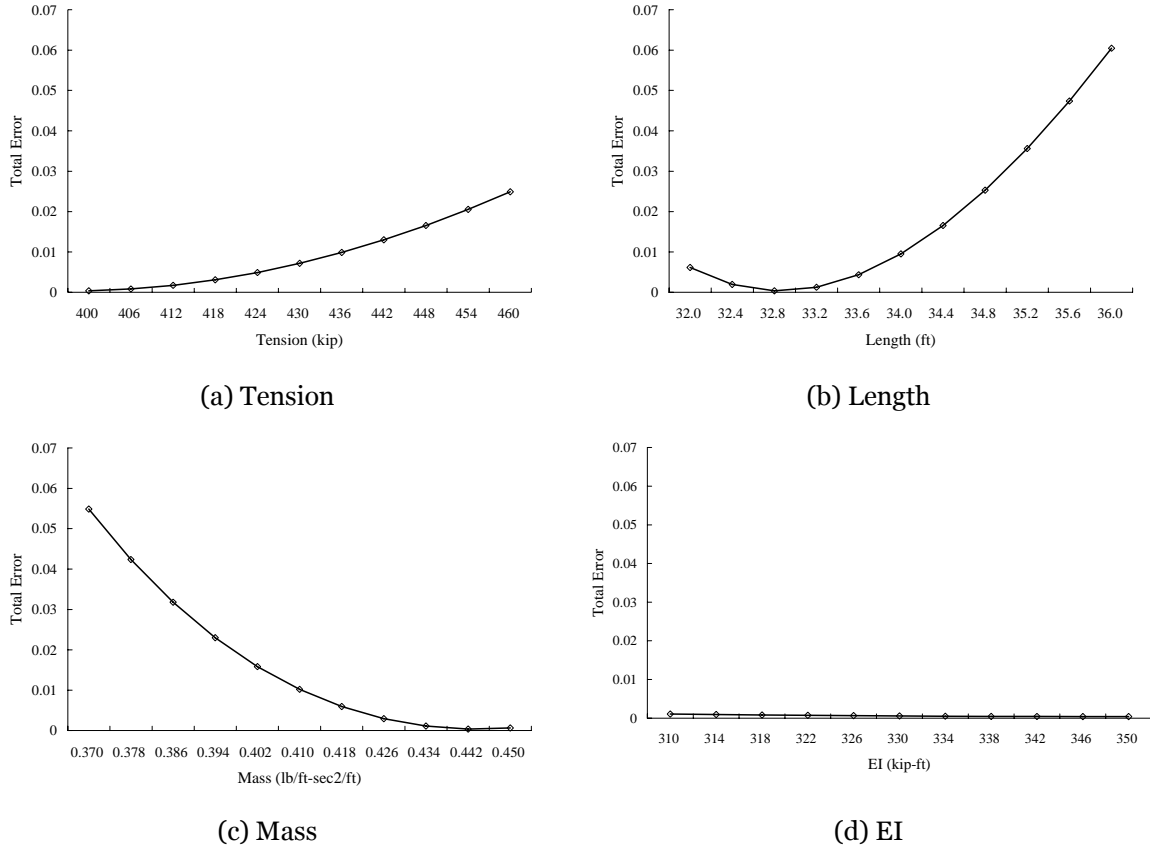 0.07
0.06
0.05
0.04
0.03
0.02
0.01
0
Total Error
400 406 412 418 424 430 436 442 448 454 460
Tension (kip)
(a) Tension
0.07
0.06
0.05
0.04
0.03
0.02
0.01
0
Total Error
32.0 32.4 32.8 33.2 33.6 34.0 34.4 34.8 35.2 35.6 36.0
Length (ft)
(b) Length
0.07
0.06
0.05
0.04
0.03
0.02
0.01
0
Total Error
0.370 0.378 0.386 0.394 0.402 0.410 0.418 0.426 0.434 0.442 0.450
Mass (lb/ft-sec2/ft)
(c) Mass
0.07
0.06
0.05
0.04
0.03
0.02
0.01
0
Total Error
310 314 318 322 326 330 334 338 342 346 350
EI (kip-ft)
(d) EI